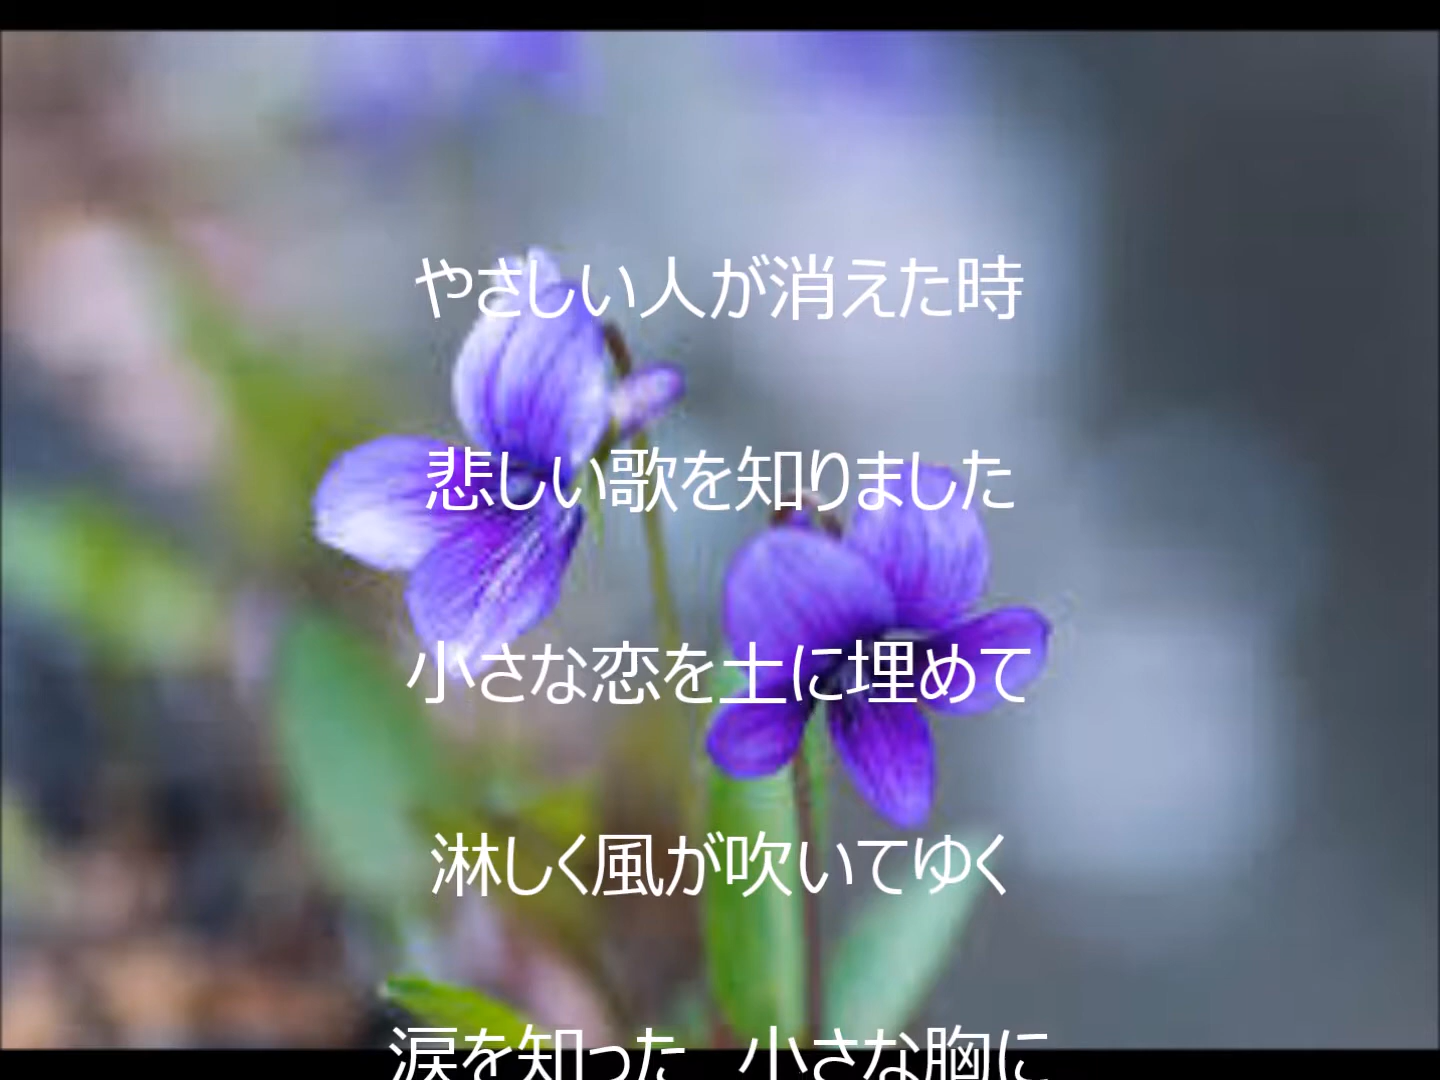 やさしい人が消えた時
悲しい歌を知りました
小さな恋を土に埋めて
淋しく風が吹いてゆく
涙を知った　小さな胸に